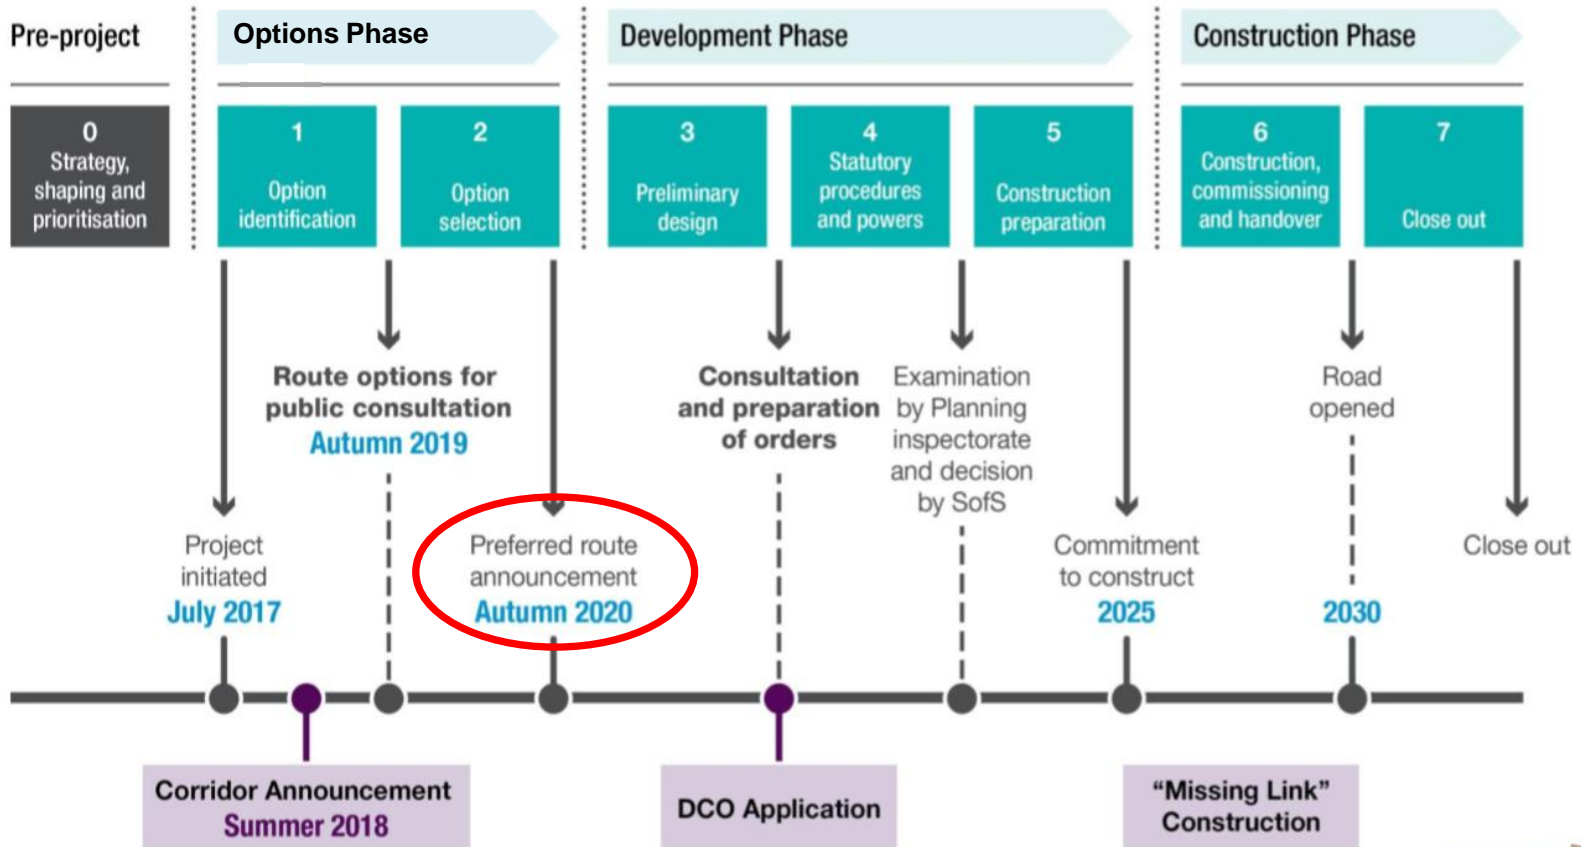 Pre-project
Options Phase
Development Phase
Construction Phase
0
Strategy,
shaping and
prioritisation
1
Option
identification
2
Option
selection
3
Preliminary
design
4
Statutory
procedures
and powers
5
Construction
preparation
6
Construction,
commissioning
and handover
7
Close out
Project
initiated
July 2017
Route options for
public consultation
Autumn 2019
Preferred route
announcement
Autumn 2020
Consultation
and preparation
of orders
Examination
by Planning
inspectorate
and decision
by SofS
Commitment
to construct
2025
Road
opened
2030
Close out
Corridor Announcement
Summer 2018
DCO Application
“Missing Link”
Construction